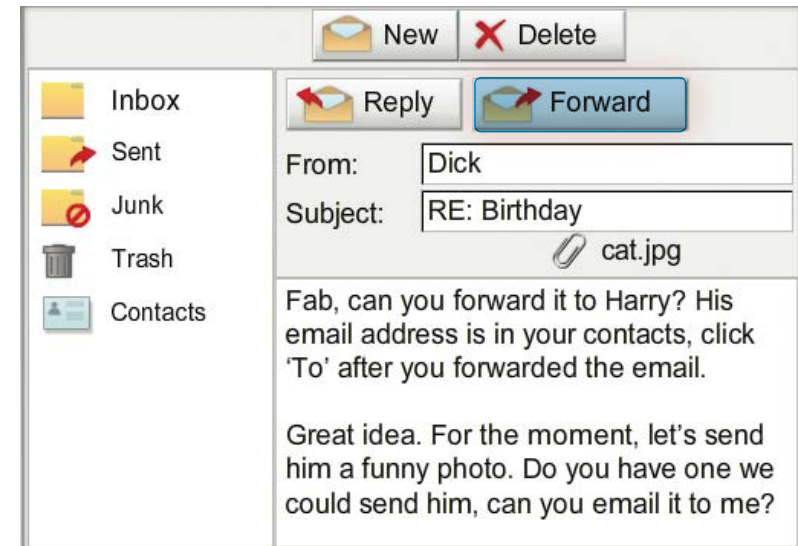 New Delete
Inbox
Sent
Junk
Trash
Contacts
Reply Forward
From: Dick
Subject: RE: Birthday
cat.jpg
Fab, can you forward it to Harry? His
email address is in your contacts, click
‘To’ after you forwarded the email.
Great idea. For the moment, let’s send
him a funny photo. Do you have one we
could send him, can you email it to me?